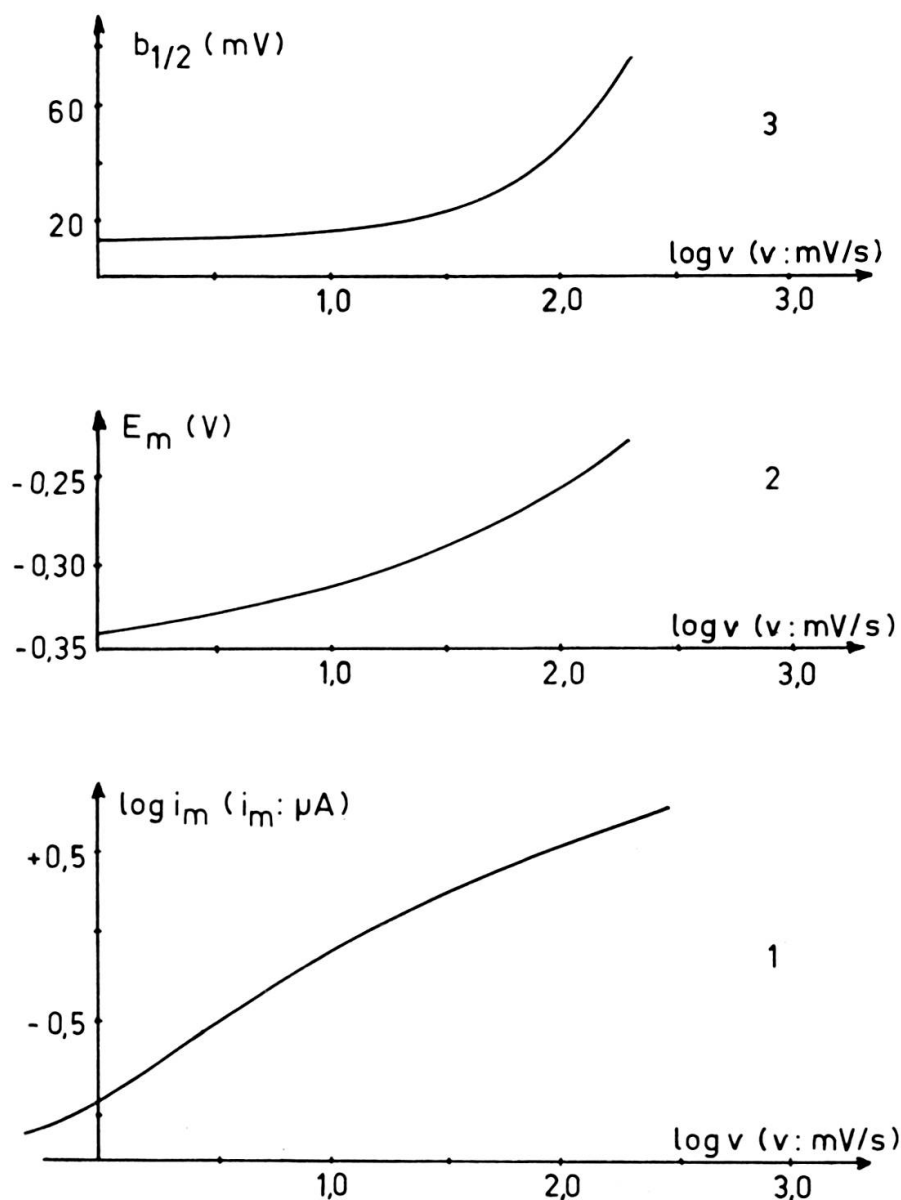 b1/2 (mV)
60
20
3
log v (v:mV/s)
1,0 2,0 3,0
Em (V)
-0,25
-0,30
-0,35
2
log v (v:mV/s)
1,0 2,0 3,0
log im (im: µA)
+0,5
-0,5
1
log v (v:mV/s)
1,0 2,0 3,0